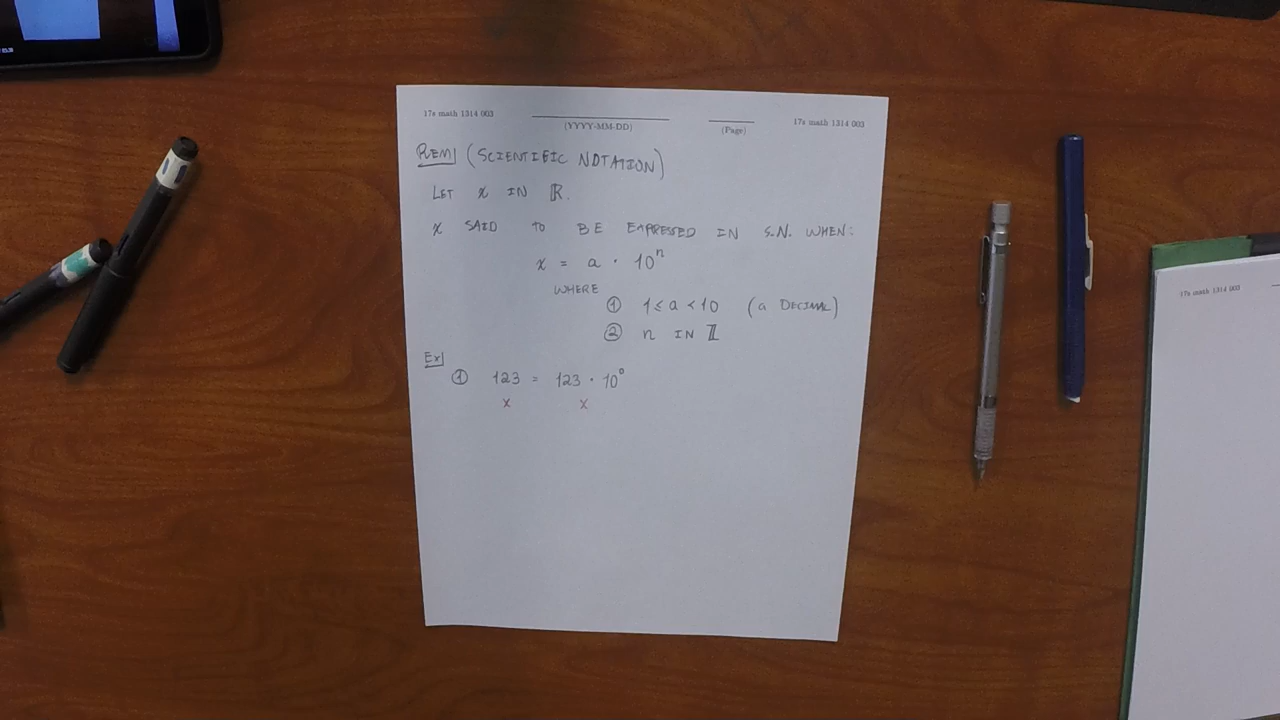 17s math 1314 003
(YYYY-MM-DD)
(Page)
17s math 1314 003
REM (SCIENTIFIC NOTATION)
LET x IN ℝ.
x SAID TO BE EXPRESSED IN S.N. WHEN:
x = a · 10ⁿ
WHERE
① 1 ≤ a < 10 (a DECIMAL)
② n IN ℤ
Ex
① 123 = 123 · 10⁰
x x
17s math 1314 003